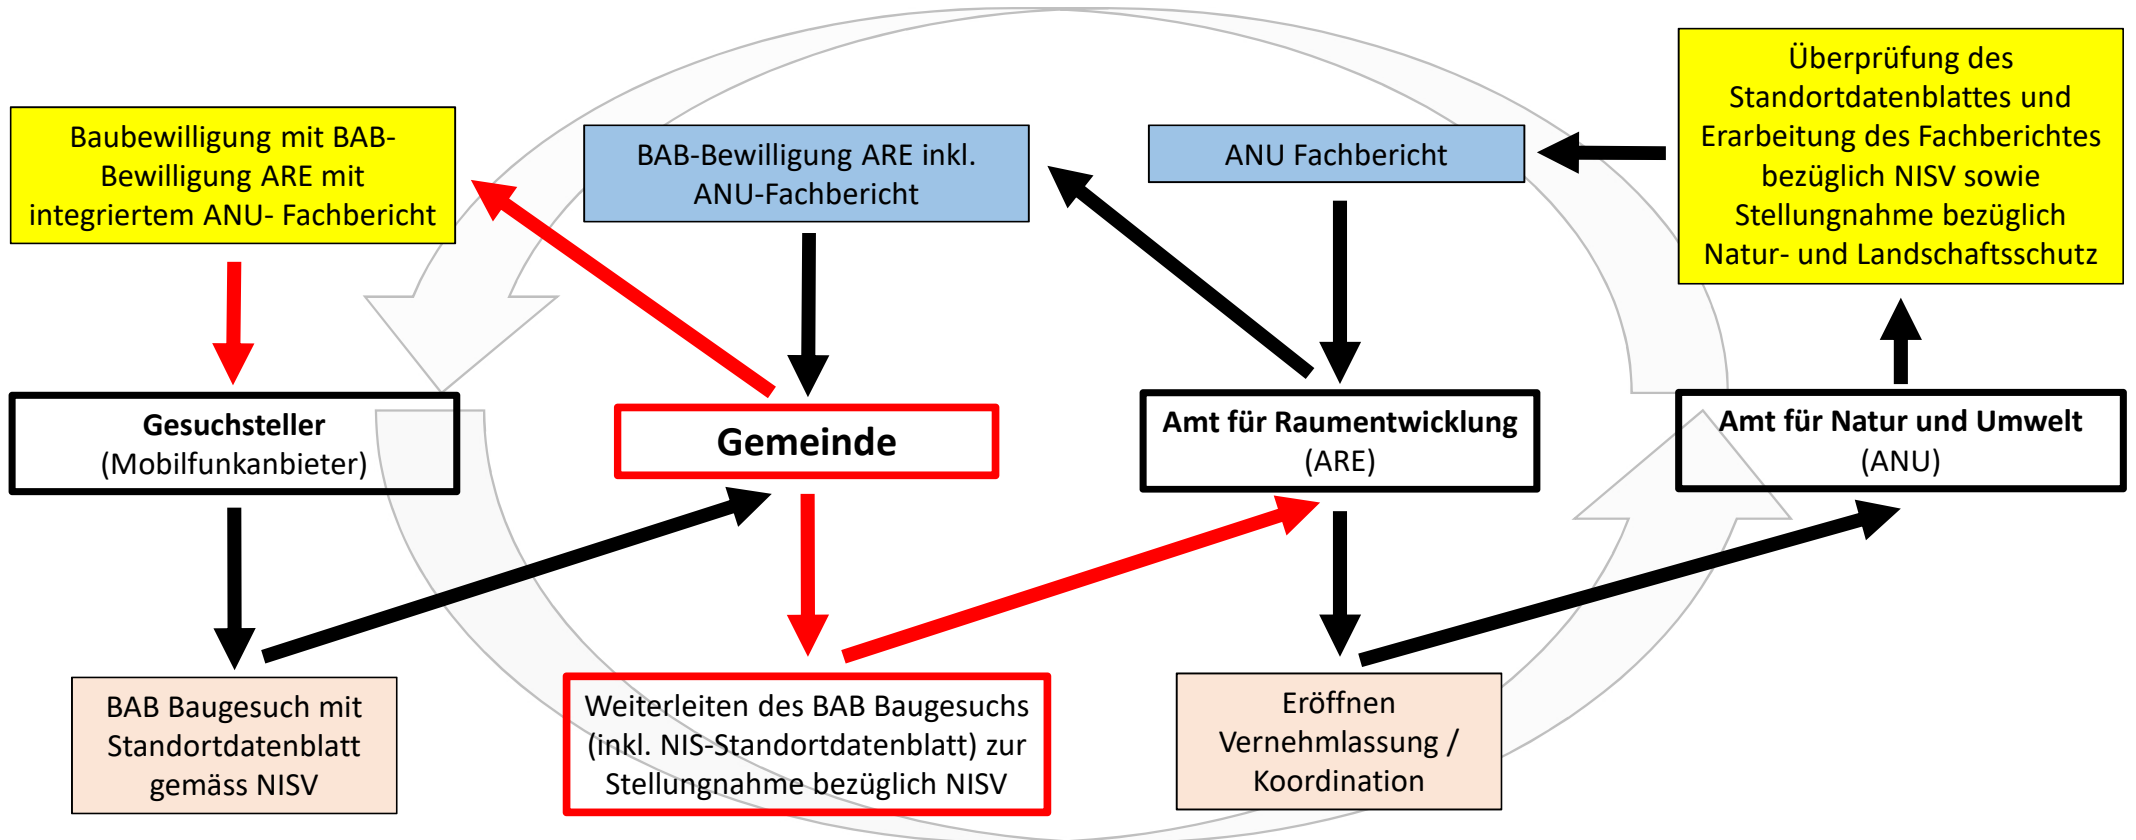 Überprüfung des
Standortdatenblattes und
Erarbeitung des Fachberichtes
bezüglich NISV sowie
Stellungnahme bezüglich
Natur- und Landschaftsschutz
Baubewilligung mit BAB-
Bewilligung ARE mit
integriertem ANU- Fachbericht
BAB-Bewilligung ARE inkl.
ANU-Fachbericht
ANU Fachbericht
Gesuchsteller
(Mobilfunkanbieter)
Gemeinde
Amt für Raumentwicklung
(ARE)
Amt für Natur und Umwelt
(ANU)
BAB Baugesuch mit
Standortdatenblatt
gemäss NISV
Weiterleiten des BAB Baugesuchs
(inkl. NIS-Standortdatenblatt) zur
Stellungnahme bezüglich NISV
Eröffnen
Vernehmlassung /
Koordination